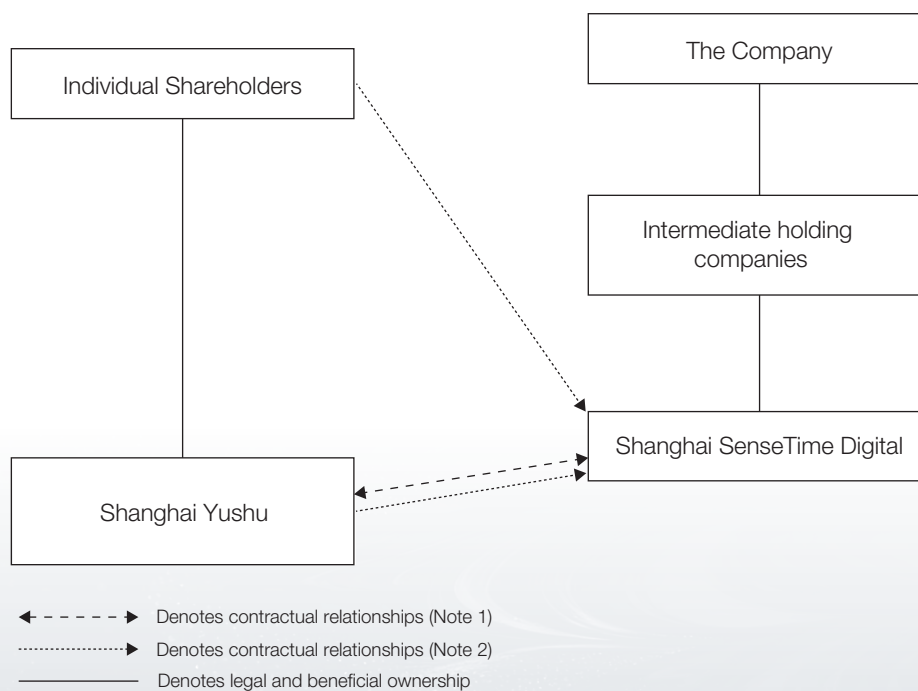 Individual Shareholders
The Company
Intermediate holding
companies
Shanghai SenseTime Digital
Shanghai Yushu
Denotes contractual relationships (Note 1)
Denotes contractual relationships (Note 2)
Denotes legal and beneficial ownership